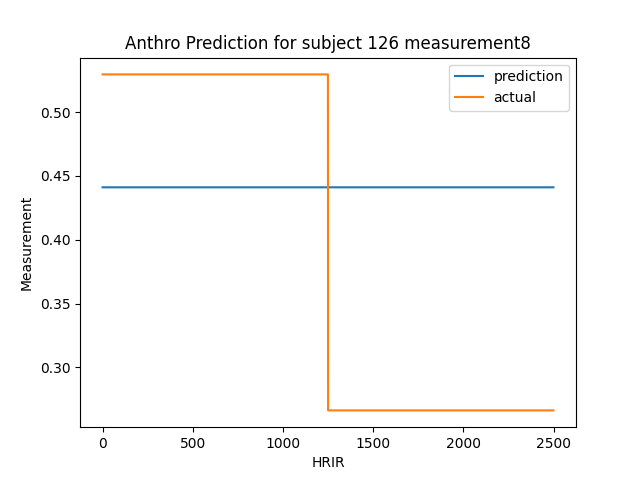 Anthro Prediction for subject 126 measurement8
prediction
actual
Measurement
0.50
0.45
0.40
0.35
0.30
0
500
1000
1500
2000
2500
HRIR